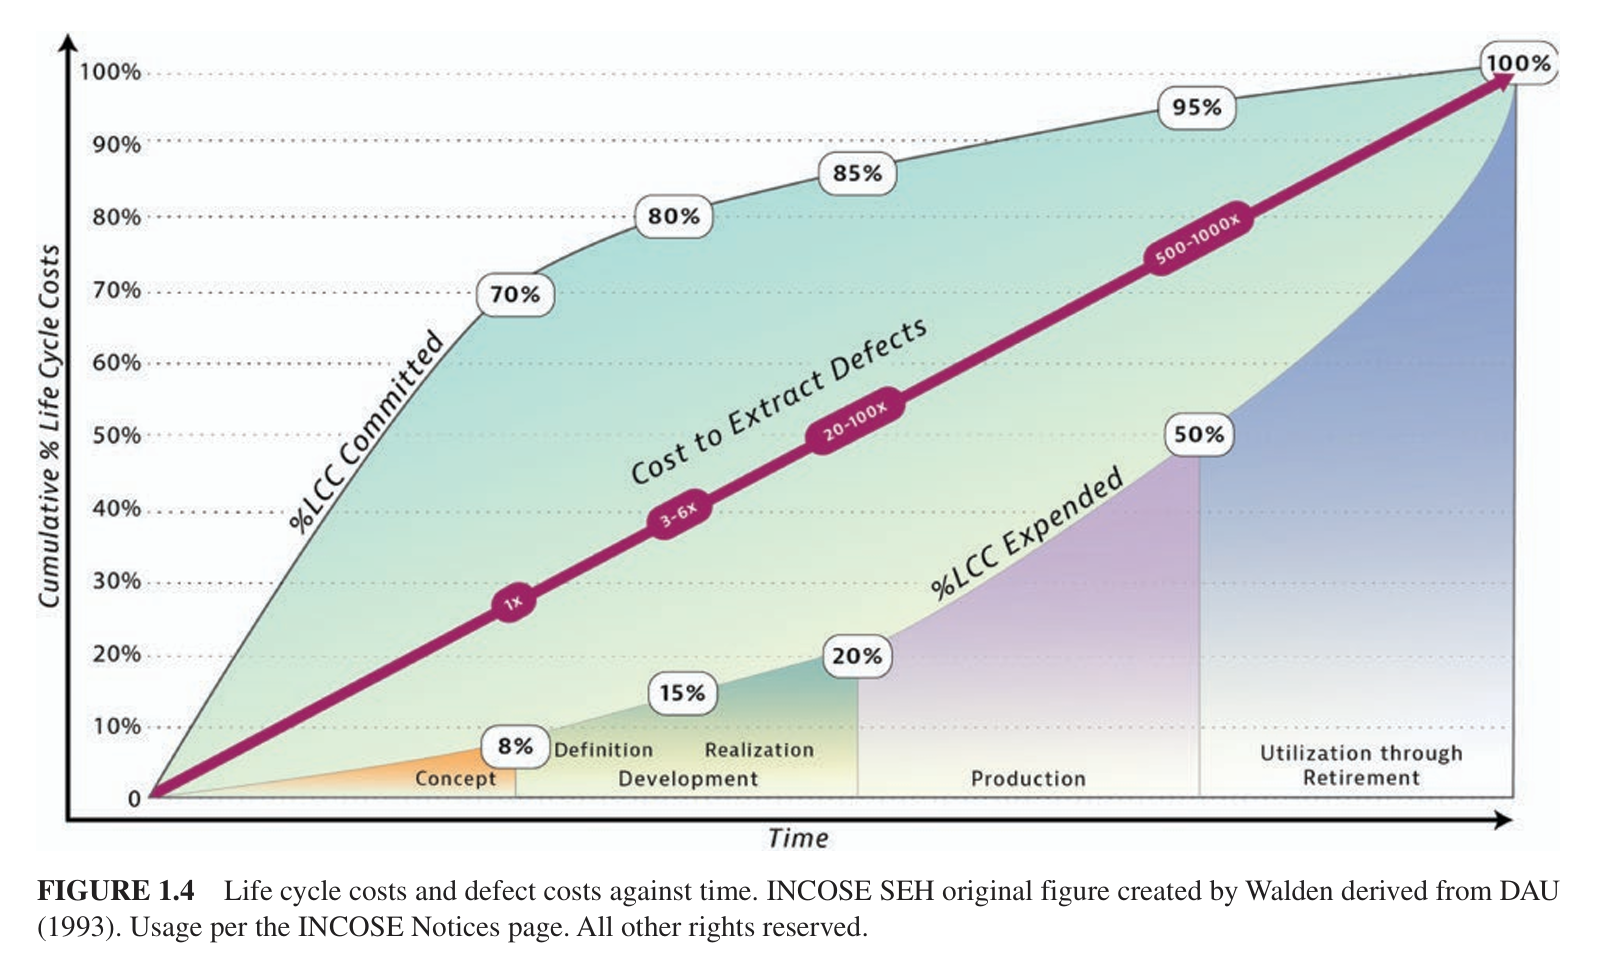 100%
90%
80%
70%
60%
50%
40%
30%
20%
10%
0
Cumulative % Life Cycle Costs
%LCC Committed
70%
80%
85%
95%
100%
Cost to Extract Defects
1x
3-6x
20-100x
500-1000x
%LCC Expended
8%
15%
20%
50%
Concept
Definition
Realization
Development
Production
Utilization through
Retirement
Time
FIGURE 1.4 Life cycle costs and defect costs against time. INCOSE SEH original figure created by Walden derived from DAU
(1993). Usage per the INCOSE Notices page. All other rights reserved.